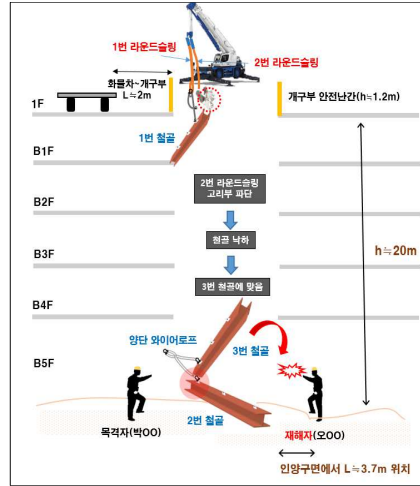 1번 라운드슬링
2번 라운드슬링
화물차~개구부
L≒2m
1F
개구부 안전난간(h≒1.2m)
1번 철골
B1F
2번 라운드슬링
고리부 파단
B2F
철골 낙하
h≒20m
B3F
3번 철골에 맞음
B4F
양단 와이어로프
3번 철골
B5F
2번 철골
목격자(박OO)
재해자(오OO)
인양구면에서 L≒3.7m 위치